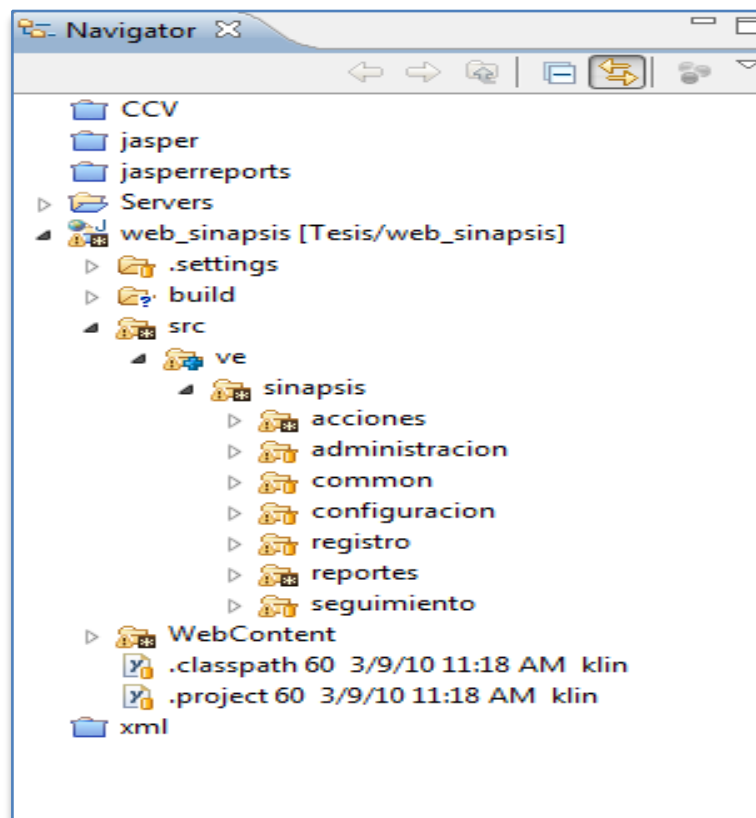 Navigator
CCV
jasper
jasperreports
Servers
web_sinapsis [Tesis/web_sinapsis]
.settings
build
src
ve
sinapsis
acciones
administracion
common
configuracion
registro
reportes
seguimiento
WebContent
.classpath 60 3/9/10 11:18 AM klin
.project 60 3/9/10 11:18 AM klin
xml